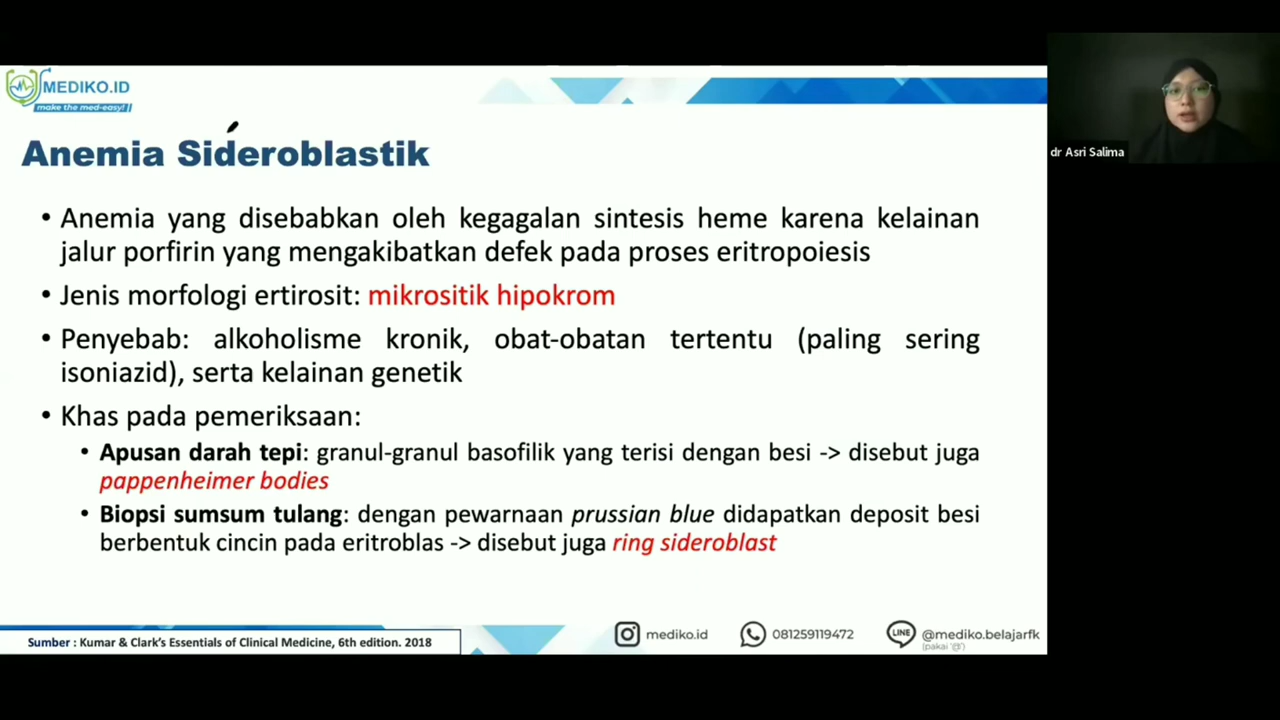 MEDIKO.ID
make the med-easy!
dr Asri Salima
Anemia Sideroblastik
• Anemia yang disebabkan oleh kegagalan sintesis heme karena kelainan
jalur porfirin yang mengakibatkan defek pada proses eritropoiesis
• Jenis morfologi ertirosit: mikrositik hipokrom
• Penyebab: alkoholisme kronik, obat-obatan tertentu (paling sering
isoniazid), serta kelainan genetik
• Khas pada pemeriksaan:
• Apusan darah tepi: granul-granul basofilik yang terisi dengan besi -> disebut juga
pappenheimer bodies
• Biopsi sumsum tulang: dengan pewarnaan prussian blue didapatkan deposit besi
berbentuk cincin pada eritroblas -> disebut juga ring sideroblast
Sumber : Kumar & Clark's Essentials of Clinical Medicine, 6th edition. 2018
mediko.id
081259119472
LINE
@mediko.belajarfk
(pakai '@')